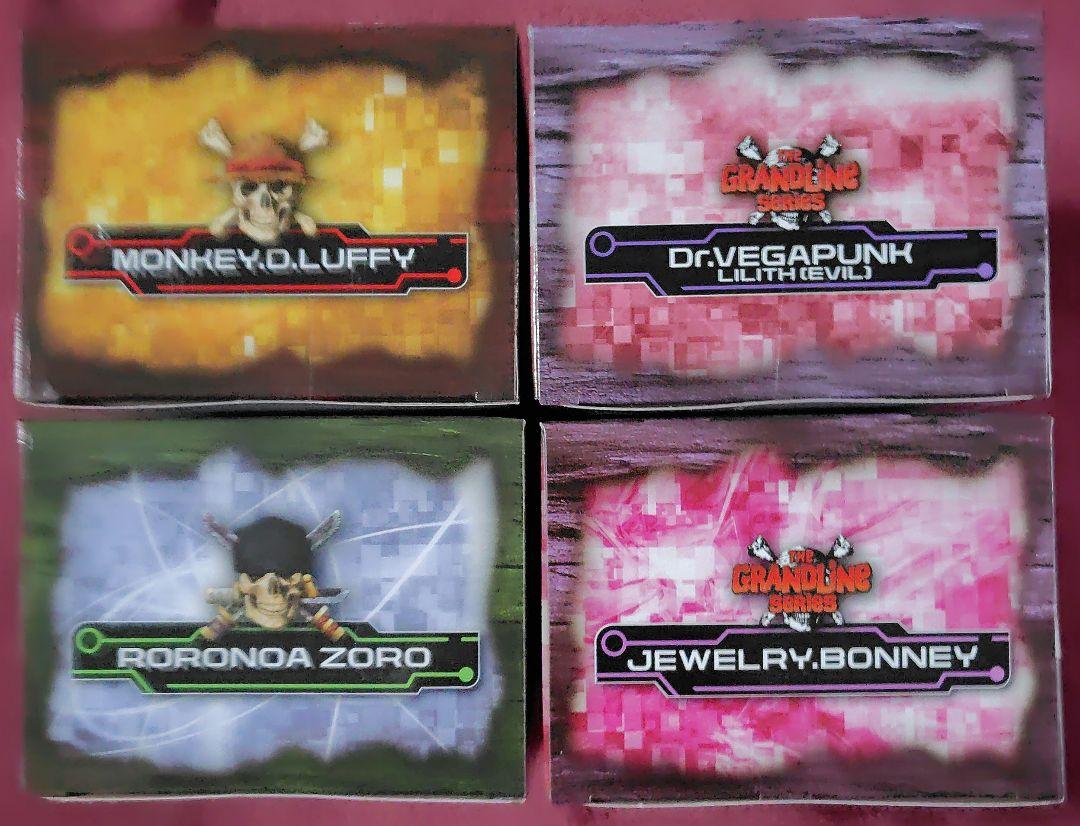 MONKEY.D.LUFFY
THE
GRANDLINE
SERIES
Dr.VEGAPUNK
LILITH(EVIL)
RORONOA ZORO
THE
GRANDLINE
SERIES
JEWELRY.BONNEY